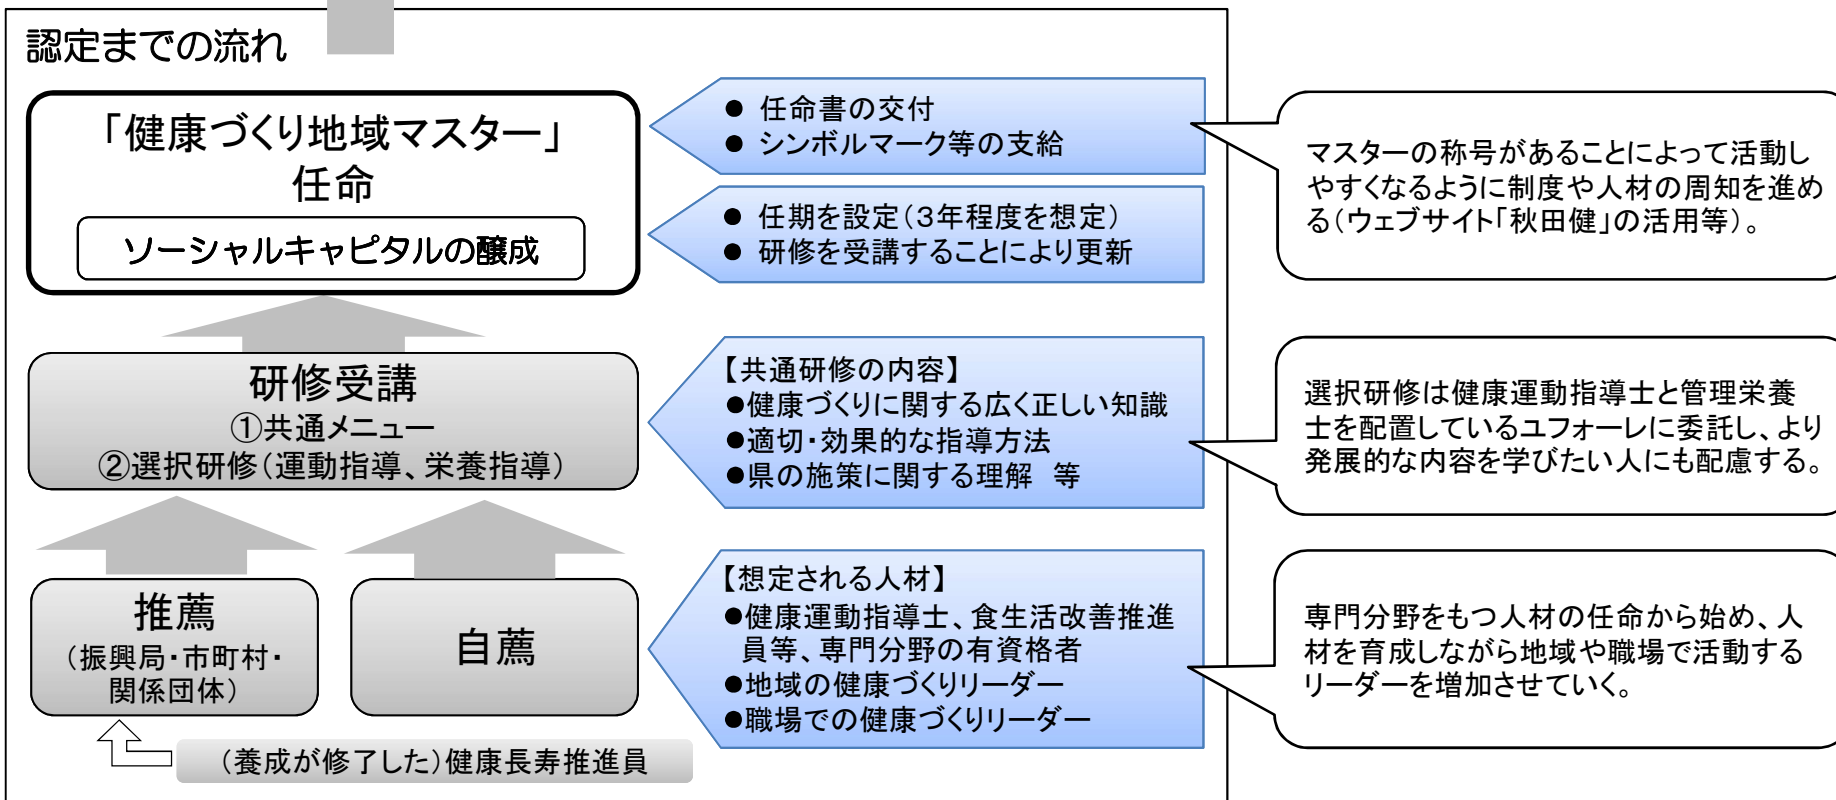 認定までの流れ
「健康づくり地域マスター」
任命
ソーシャルキャピタルの醸成
● 任命書の交付
● シンボルマーク等の支給
● 任期を設定(3年程度を想定)
● 研修を受講することにより更新
マスターの称号があることによって活動し
やすくなるように制度や人材の周知を進め
る(ウェブサイト「秋田健」の活用等)。
研修受講
①共通メニュー
②選択研修(運動指導、栄養指導)
【共通研修の内容】
●健康づくりに関する広く正しい知識
●適切・効果的な指導方法
●県の施策に関する理解 等
選択研修は健康運動指導士と管理栄養
士を配置しているユフォーレに委託し、より
発展的な内容を学びたい人にも配慮する。
推薦
(振興局・市町村・
関係団体)
自薦
【想定される人材】
●健康運動指導士、食生活改善推進
員等、専門分野の有資格者
●地域の健康づくりリーダー
●職場での健康づくりリーダー
専門分野をもつ人材の任命から始め、人
材を育成しながら地域や職場で活動する
リーダーを増加させていく。
(養成が修了した)健康長寿推進員